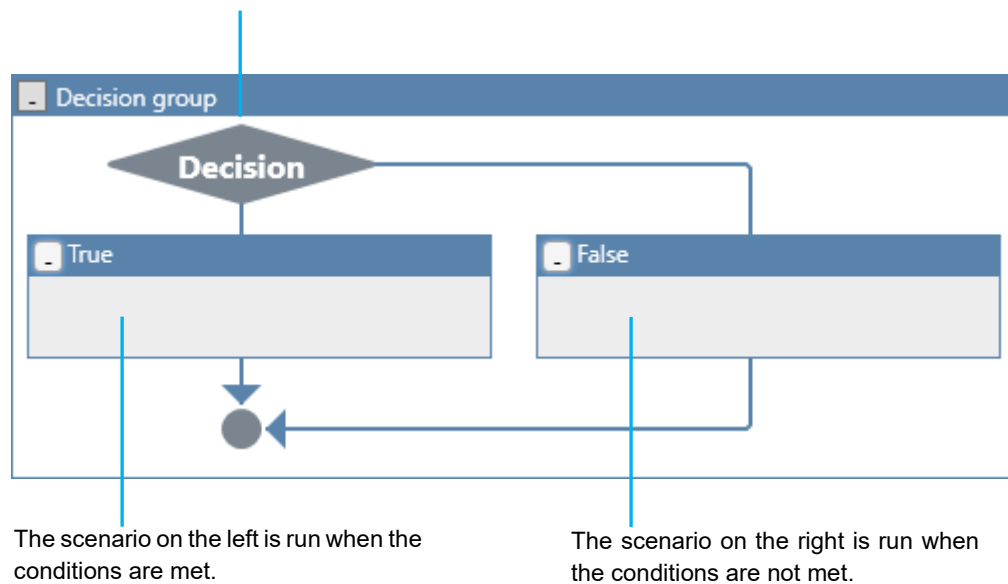 Decision group
Decision
True
False
The scenario on the left is run when the
conditions are met.
The scenario on the right is run when
the conditions are not met.